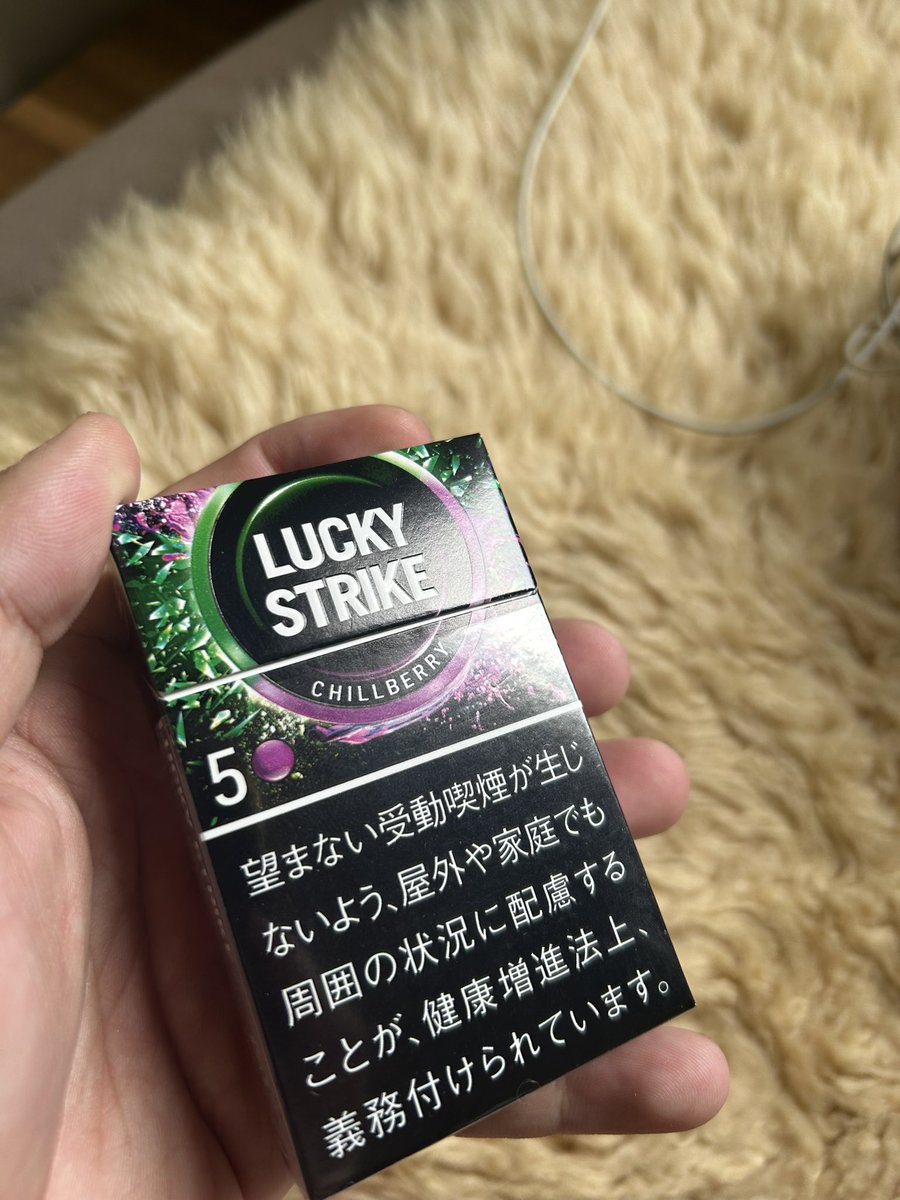 LUCKY
STRIKE
CHILLBERRY
5
望まない受動喫煙が生じ
ないよう、屋外や家庭でも
周囲の状況に配慮する
ことが、健康増進法上、
義務付けられています。